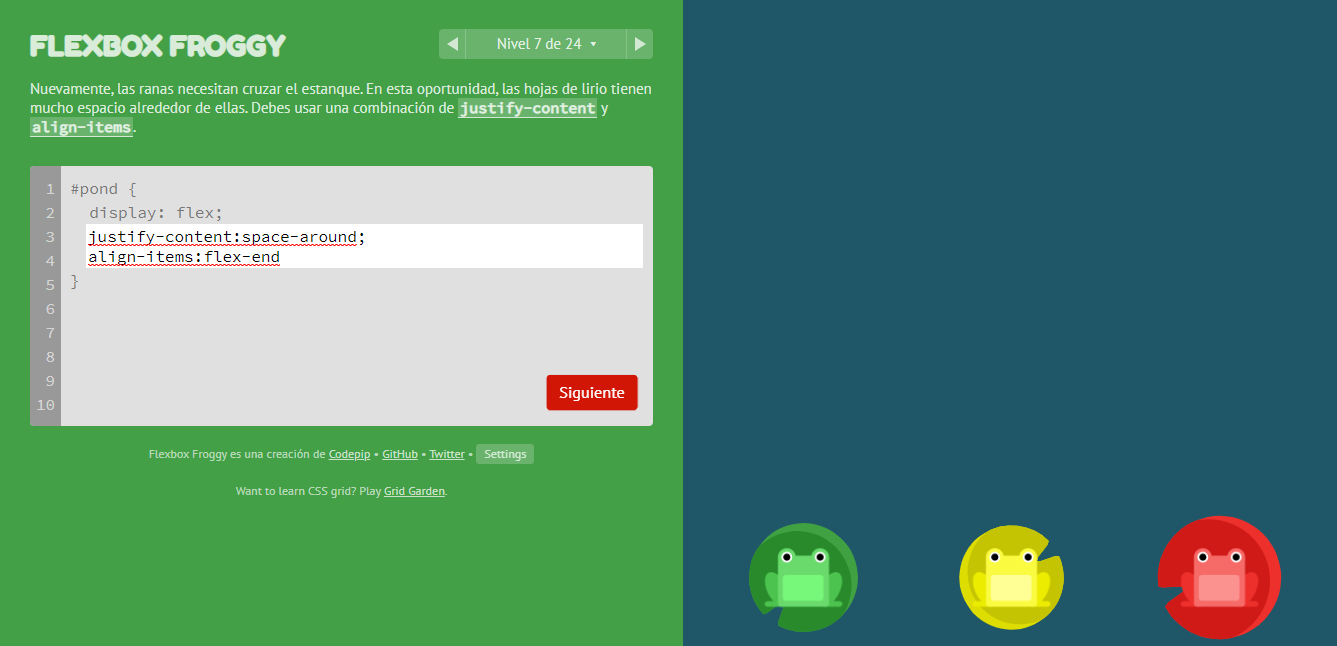 FLEXBOX FROGGY
◀ Nivel 7 de 24 ▾ ▶
Nuevamente, las ranas necesitan cruzar el estanque. En esta oportunidad, las hojas de lirio tienen
mucho espacio alrededor de ellas. Debes usar una combinación de justify-content y
align-items.
1 #pond {
2 display: flex;
3 justify-content:space-around;
4 align-items:flex-end
5 }
6
7
8
9
10
Siguiente
Flexbox Froggy es una creación de Codepip • GitHub • Twitter • Settings
Want to learn CSS grid? Play Grid Garden.